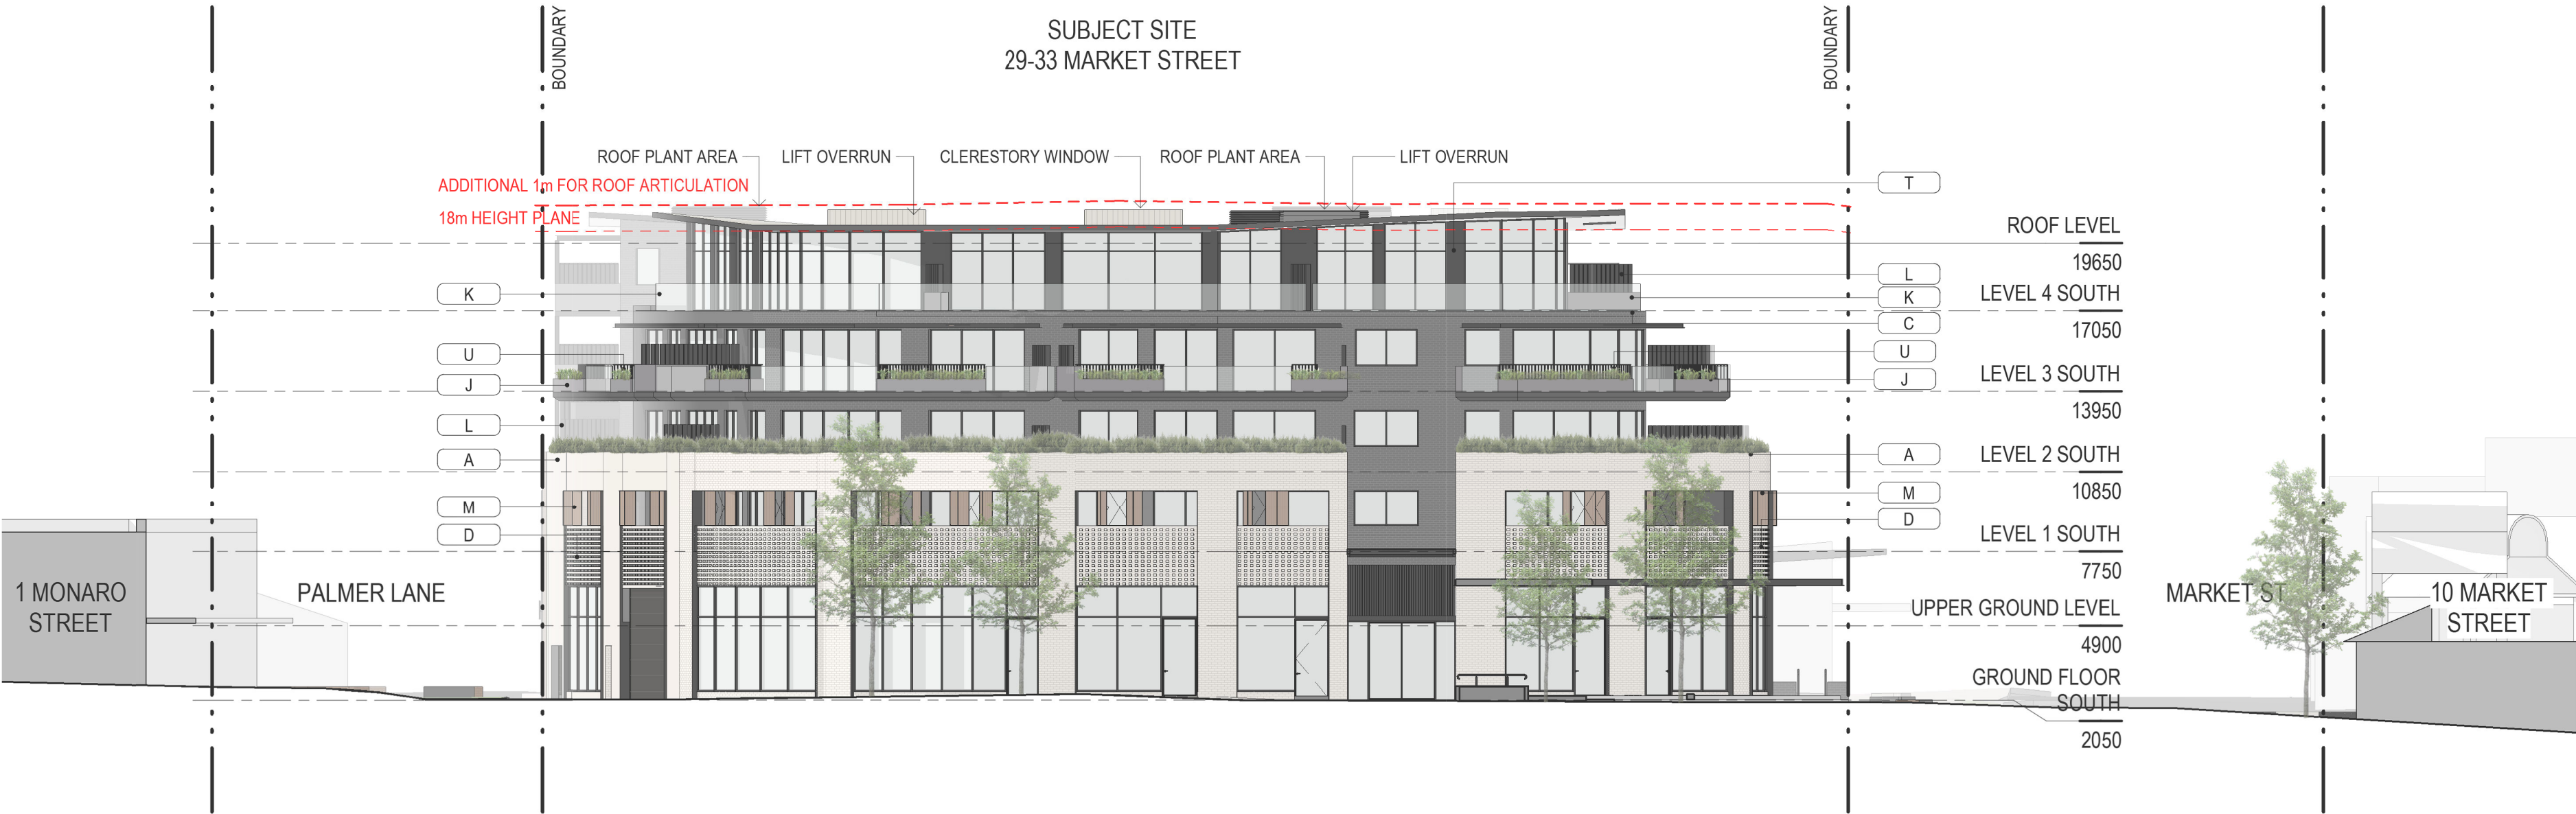 BOUNDARY
SUBJECT SITE
29-33 MARKET STREET
BOUNDARY
ROOF PLANT AREA
LIFT OVERRUN
CLERESTORY WINDOW
ROOF PLANT AREA
LIFT OVERRUN
ADDITIONAL 1m FOR ROOF ARTICULATION
18m HEIGHT PLANE
T
ROOF LEVEL
19650
L
K
K
LEVEL 4 SOUTH
17050
C
U
U
J
J
LEVEL 3 SOUTH
13950
L
A
A
LEVEL 2 SOUTH
10850
M
M
D
D
LEVEL 1 SOUTH
7750
1 MONARO
STREET
PALMER LANE
UPPER GROUND LEVEL
4900
MARKET ST
10 MARKET
STREET
GROUND FLOOR
SOUTH
2050